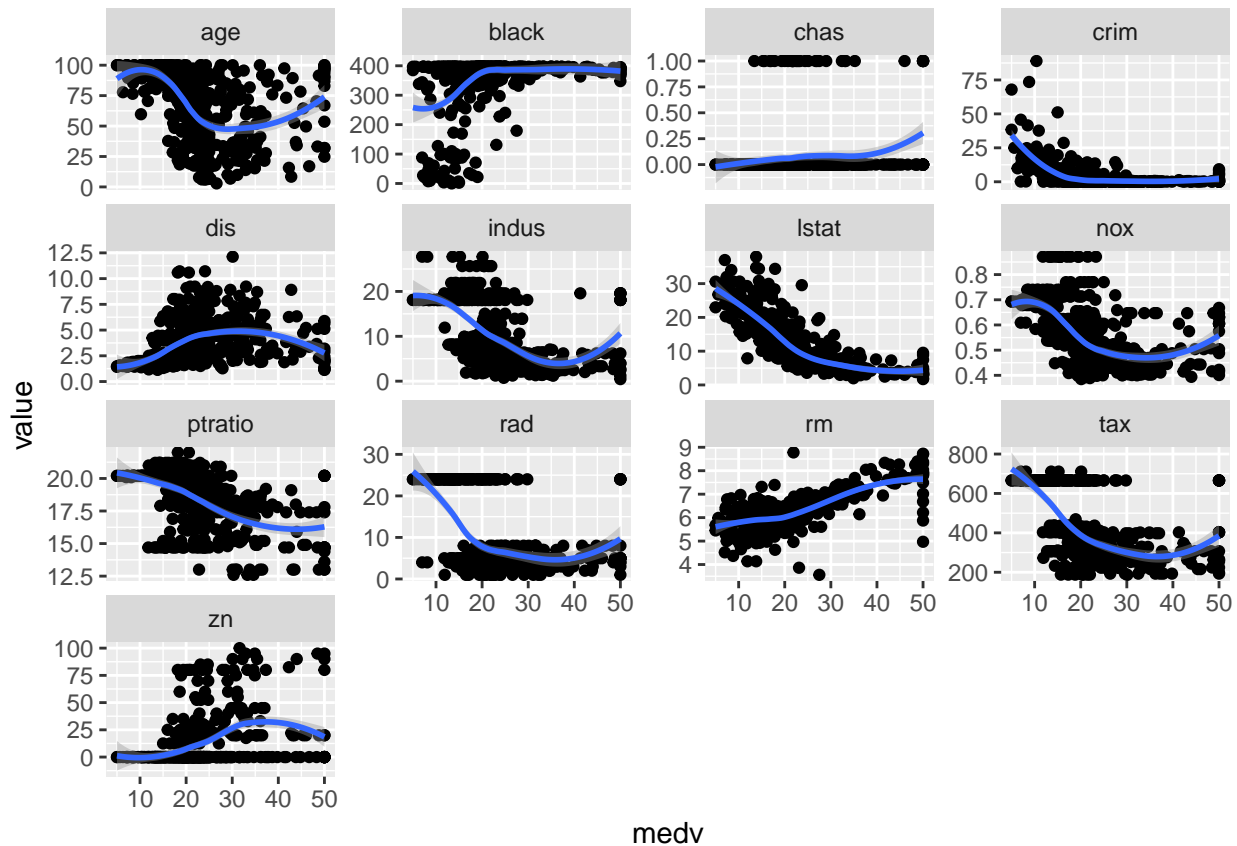 age black chas crim
100 75 50 25 0
400 300 200 100 0
1.00 0.75 0.50 0.25 0.00
75 50 25 0
dis indus lstat nox
12.5 10.0 7.5 5.0 2.5 0.0
20 10 0
30 20 10 0
0.8 0.7 0.6 0.5 0.4
value
ptratio rad rm tax
20.0 17.5 15.0 12.5
30 20 10 0
9 8 7 6 5 4
800 600 400 200
10 20 30 40 50
10 20 30 40 50
10 20 30 40 50
zn
100 75 50 25 0
10 20 30 40 50
medv